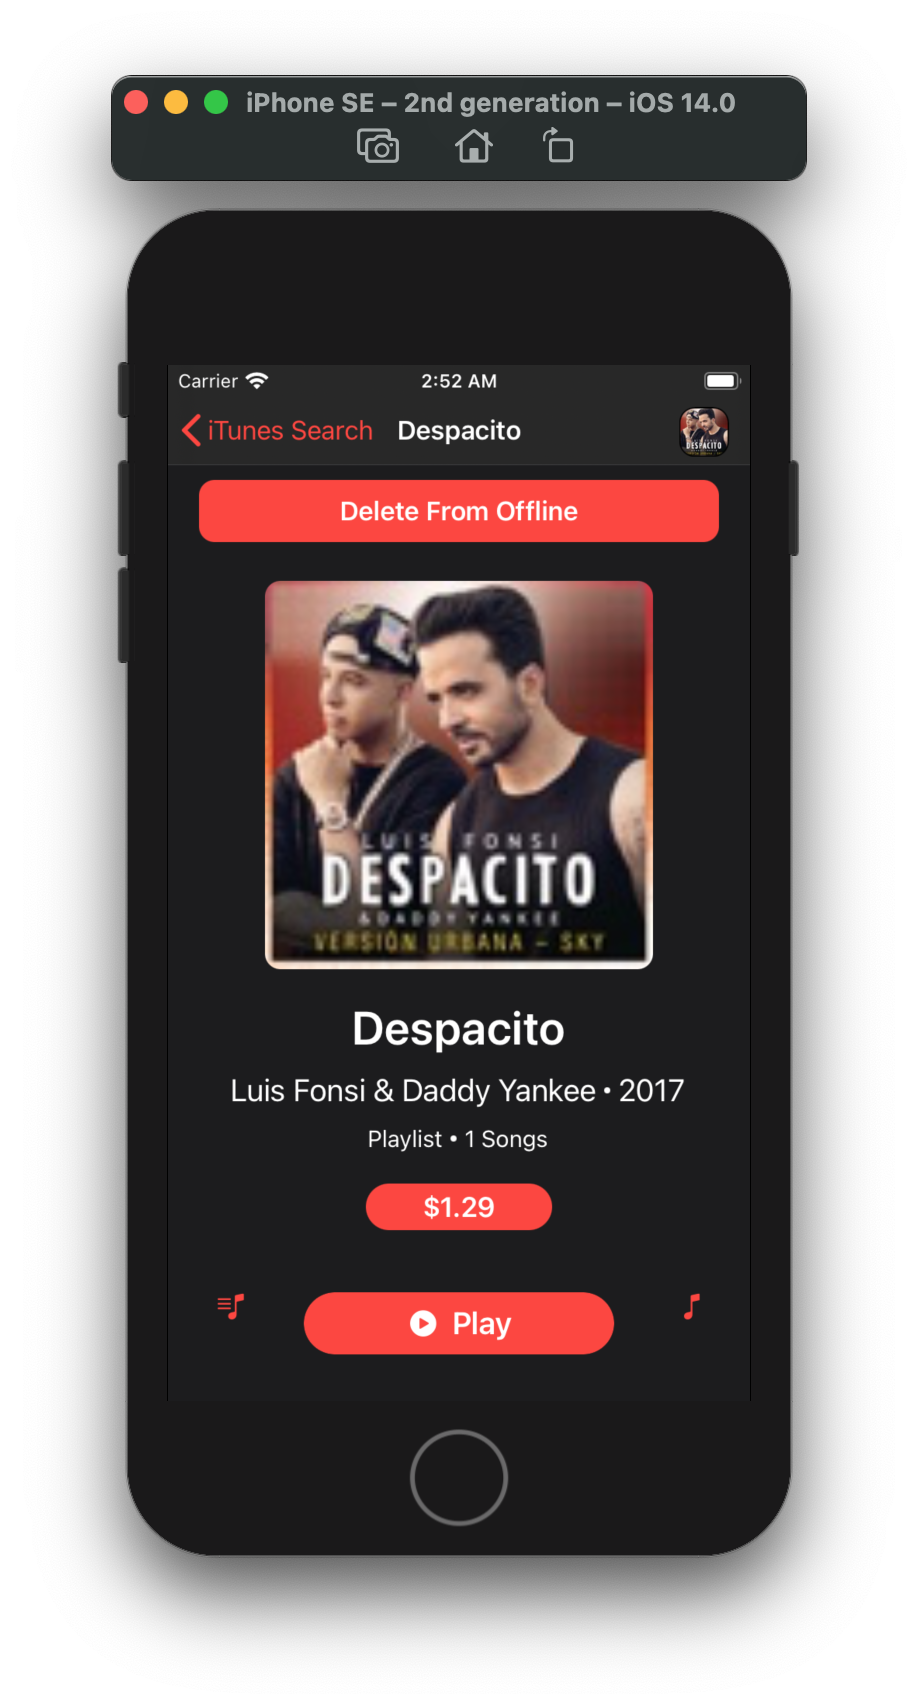 iPhone SE – 2nd generation – iOS 14.0
Carrier 2:52 AM
iTunes Search Despacito
DESPACITO
Delete From Offline
LUIS FONSI
DESPACITO
& DADDY YANKEE
VERSIÓN URBANA – SKY
Despacito
Luis Fonsi & Daddy Yankee • 2017
Playlist • 1 Songs
$1.29
Play